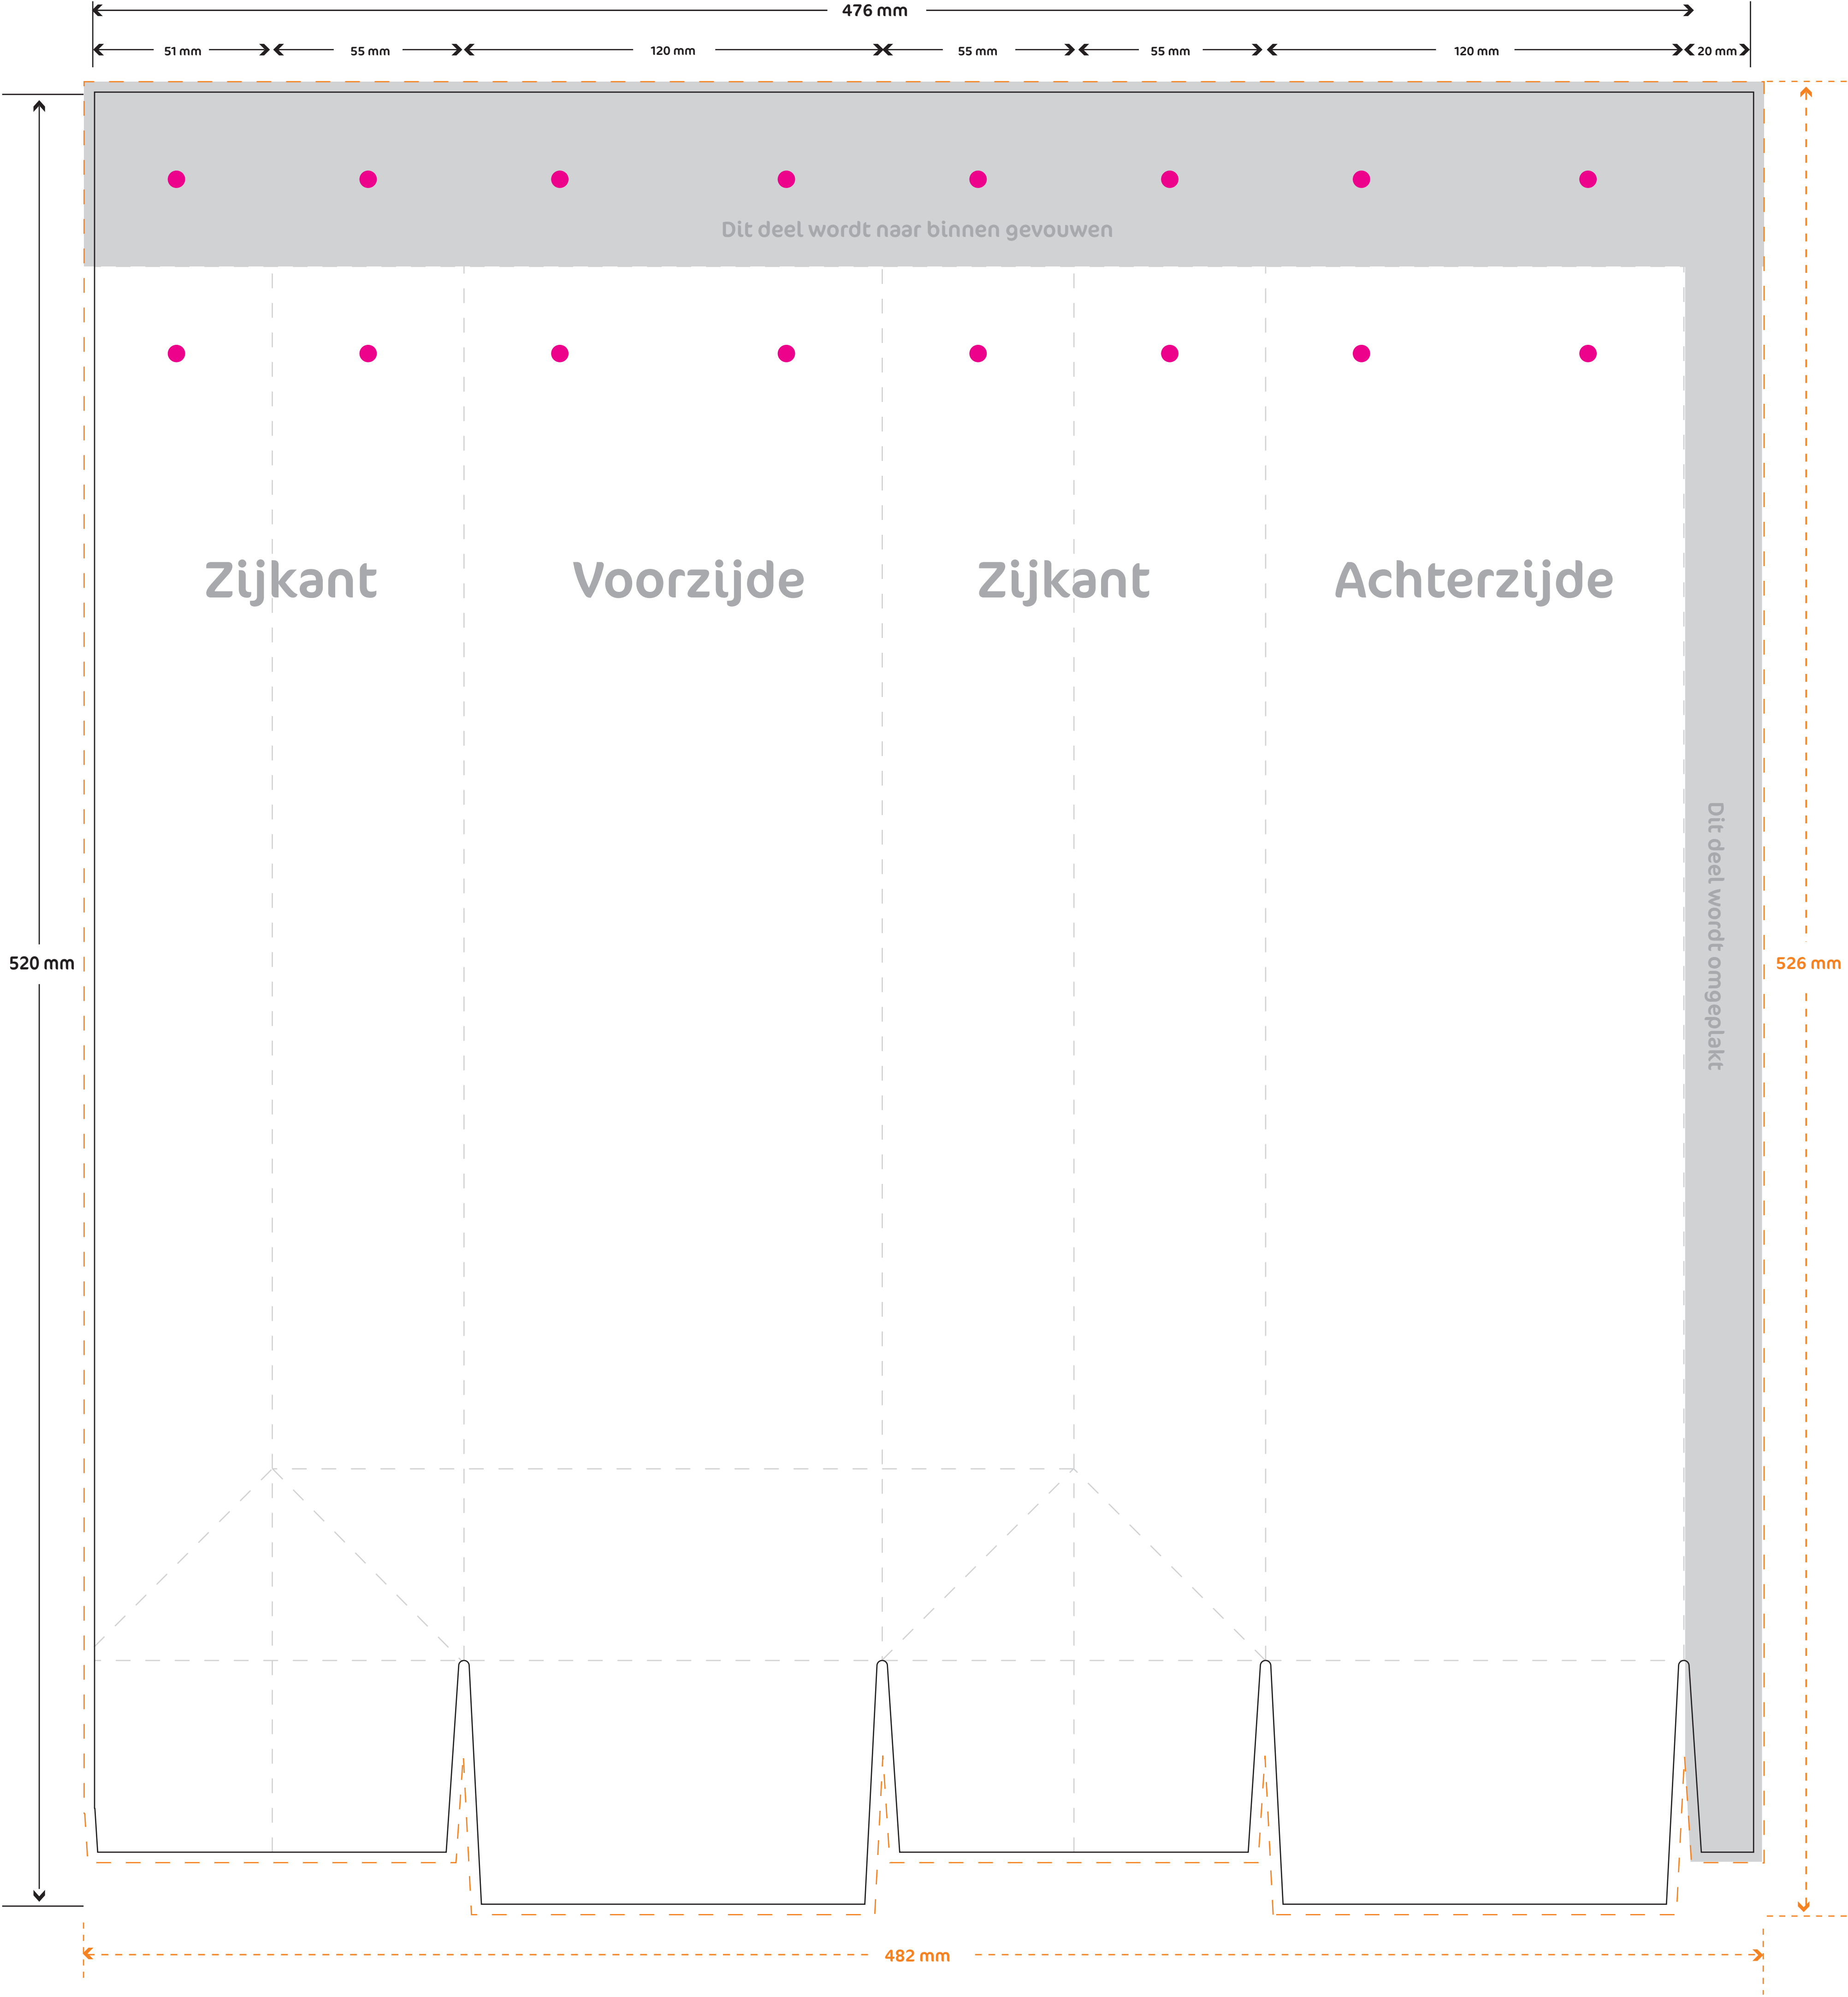 476 mm
51 mm 55 mm 120 mm 55 mm 55 mm 120 mm 20 mm
Dit deel wordt naar binnen gevouwen
Zijkant Voorzijde Zijkant Achterzijde
Dit deel wordt omgeplakt
520 mm
526 mm
482 mm